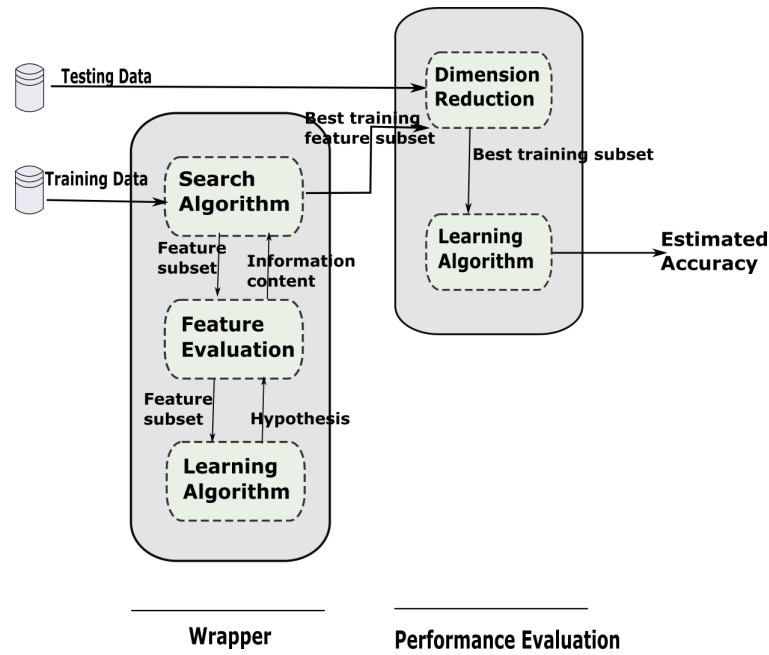 Testing Data
Dimension
Reduction
Best training
feature subset
Training Data
Search
Algorithm
Best training subset
Feature
subset
Information
content
Learning
Algorithm
Estimated
Accuracy
Feature
Evaluation
Feature
subset
Hypothesis
Learning
Algorithm
Wrapper
Performance Evaluation